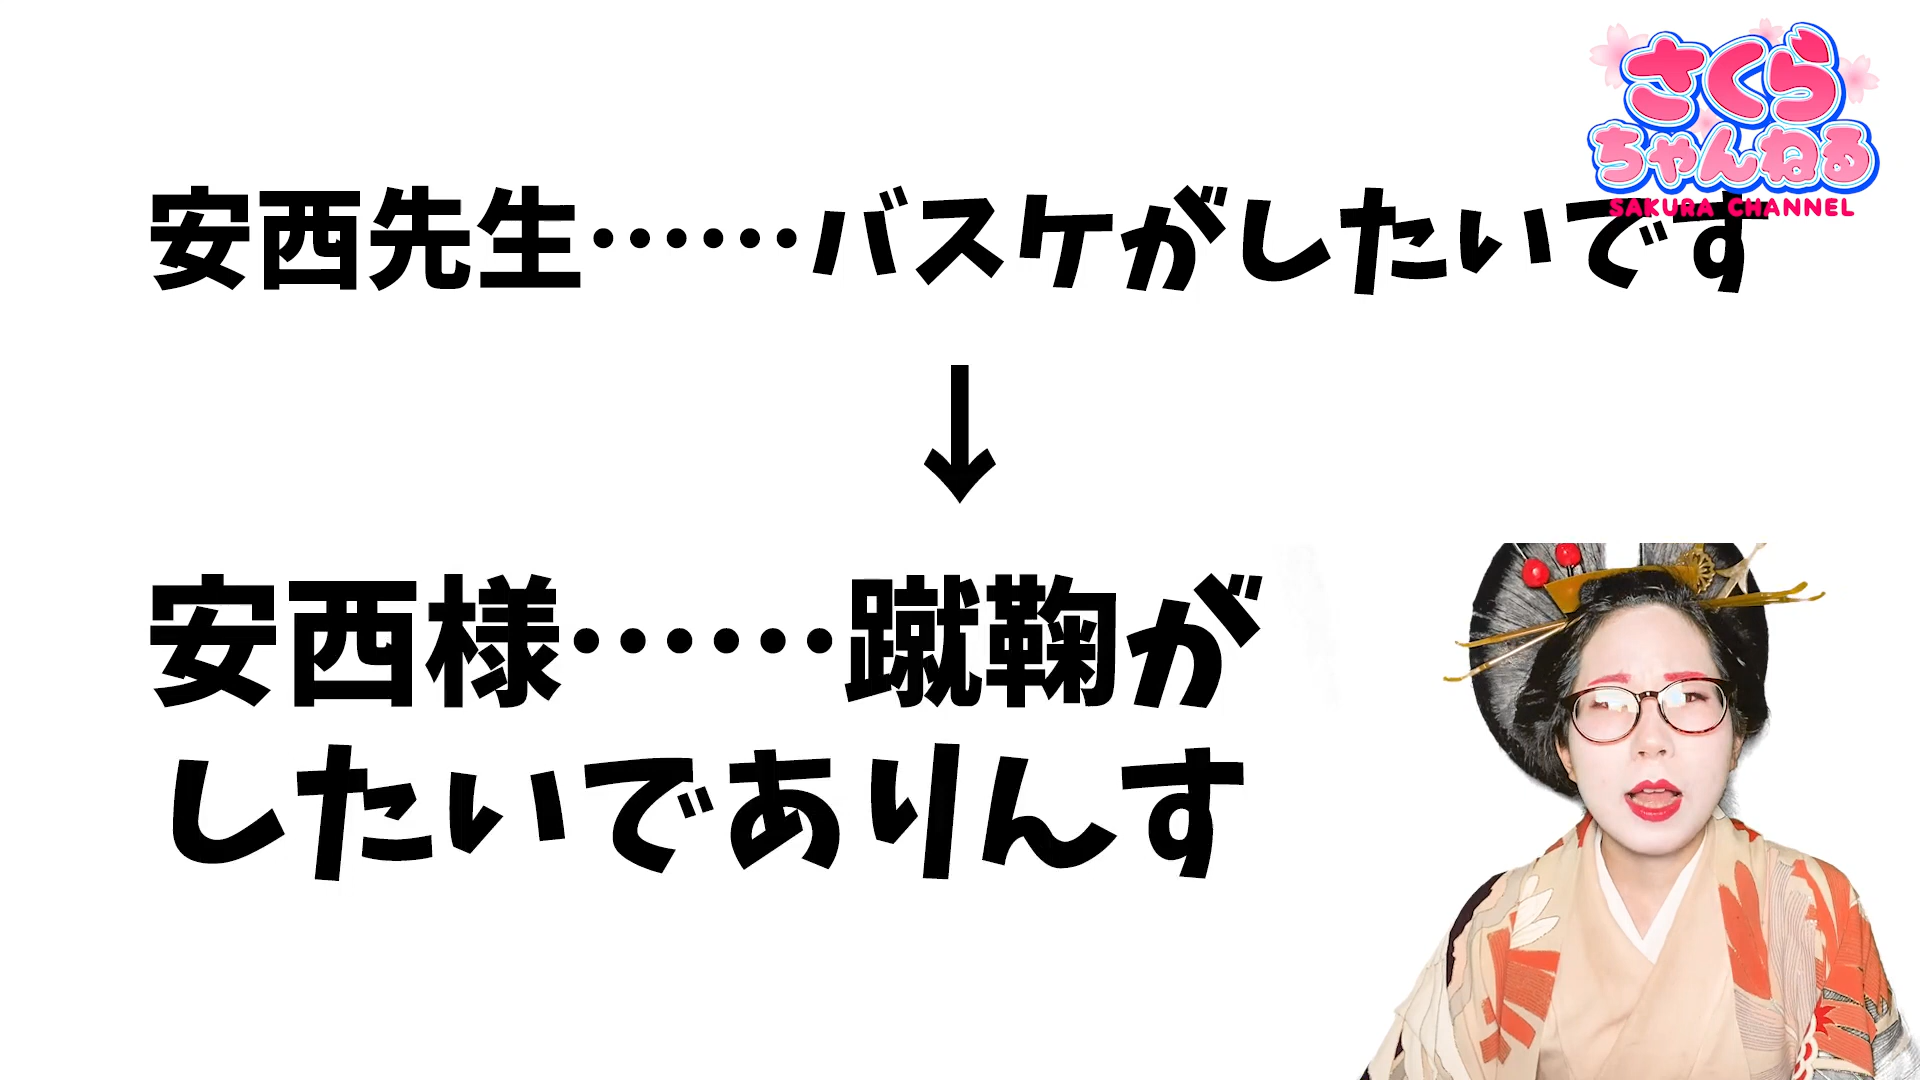 さくら
ちゃんねる
SAKURA CHANNEL
安西先生……バスケがしたいです
↓
安西様……蹴鞠が
したいでありんす